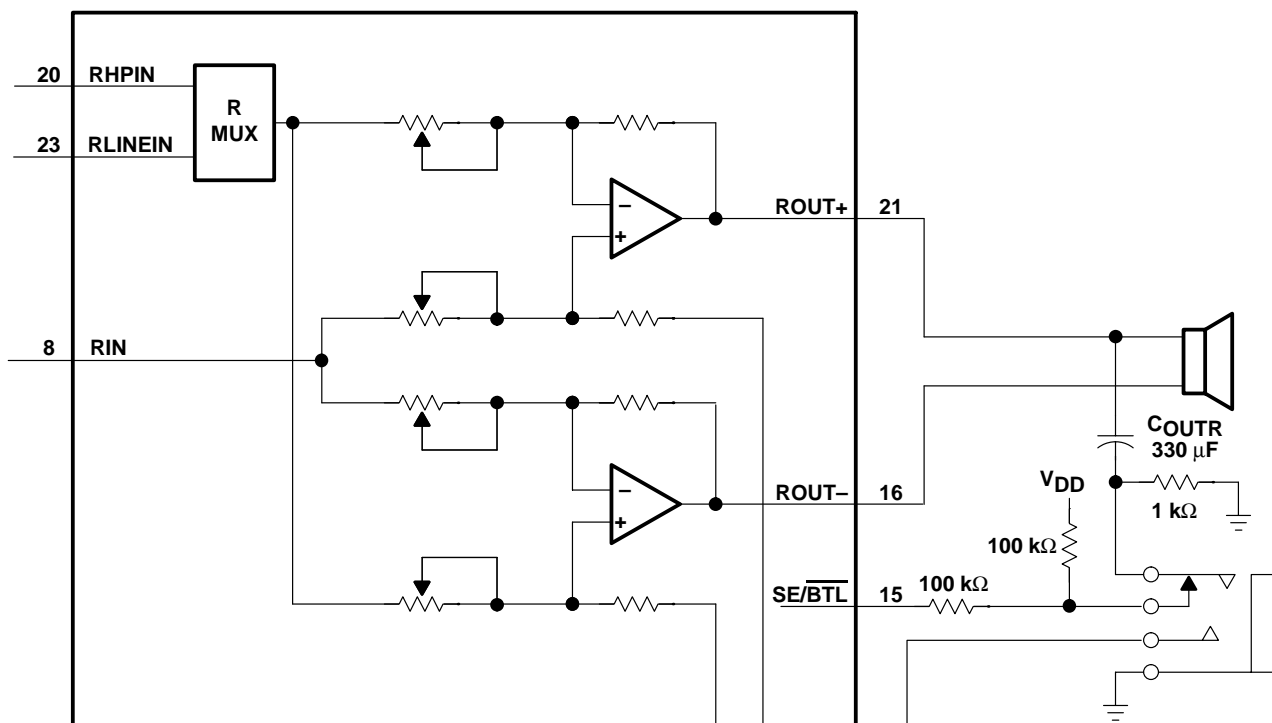 20 RHPIN
R
MUX
23 RLINEIN
−
+
ROUT+ 21
8 RIN
COUTR
330 μF
−
+
ROUT− 16
VDD
1 kΩ
100 kΩ
100 kΩ
SE/BTL 15